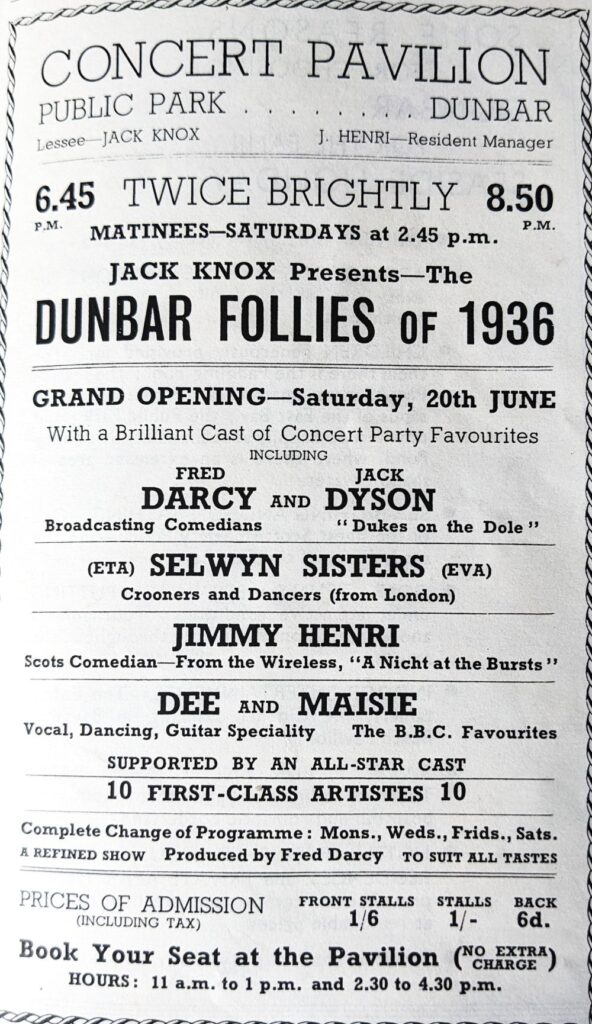 CONCERT PAVILION
PUBLIC PARK . . . . . . . . DUNBAR
Lessee—JACK KNOX J. HENRI—Resident Manager
6.45 P.M. TWICE BRIGHTLY 8.50 P.M.
MATINEES—SATURDAYS at 2.45 p.m.
JACK KNOX Presents—The
DUNBAR FOLLIES OF 1936
GRAND OPENING—Saturday, 20th JUNE
With a Brilliant Cast of Concert Party Favourites
INCLUDING
FRED JACK
DARCY AND DYSON
Broadcasting Comedians "Dukes on the Dole"
(ETA) SELWYN SISTERS (EVA)
Crooners and Dancers (from London)
JIMMY HENRI
Scots Comedian—From the Wireless, "A Nicht at the Bursts"
DEE AND MAISIE
Vocal, Dancing, Guitar Speciality The B.B.C. Favourites
SUPPORTED BY AN ALL-STAR CAST
10 FIRST-CLASS ARTISTES 10
Complete Change of Programme: Mons., Weds., Frids., Sats.
A REFINED SHOW Produced by Fred Darcy TO SUIT ALL TASTES
PRICES OF ADMISSION FRONT STALLS STALLS BACK
(INCLUDING TAX) 1/6 1/- 6d.
Book Your Seat at the Pavilion (NO EXTRA CHARGE)
HOURS: 11 a.m. to 1 p.m. and 2.30 to 4.30 p.m.